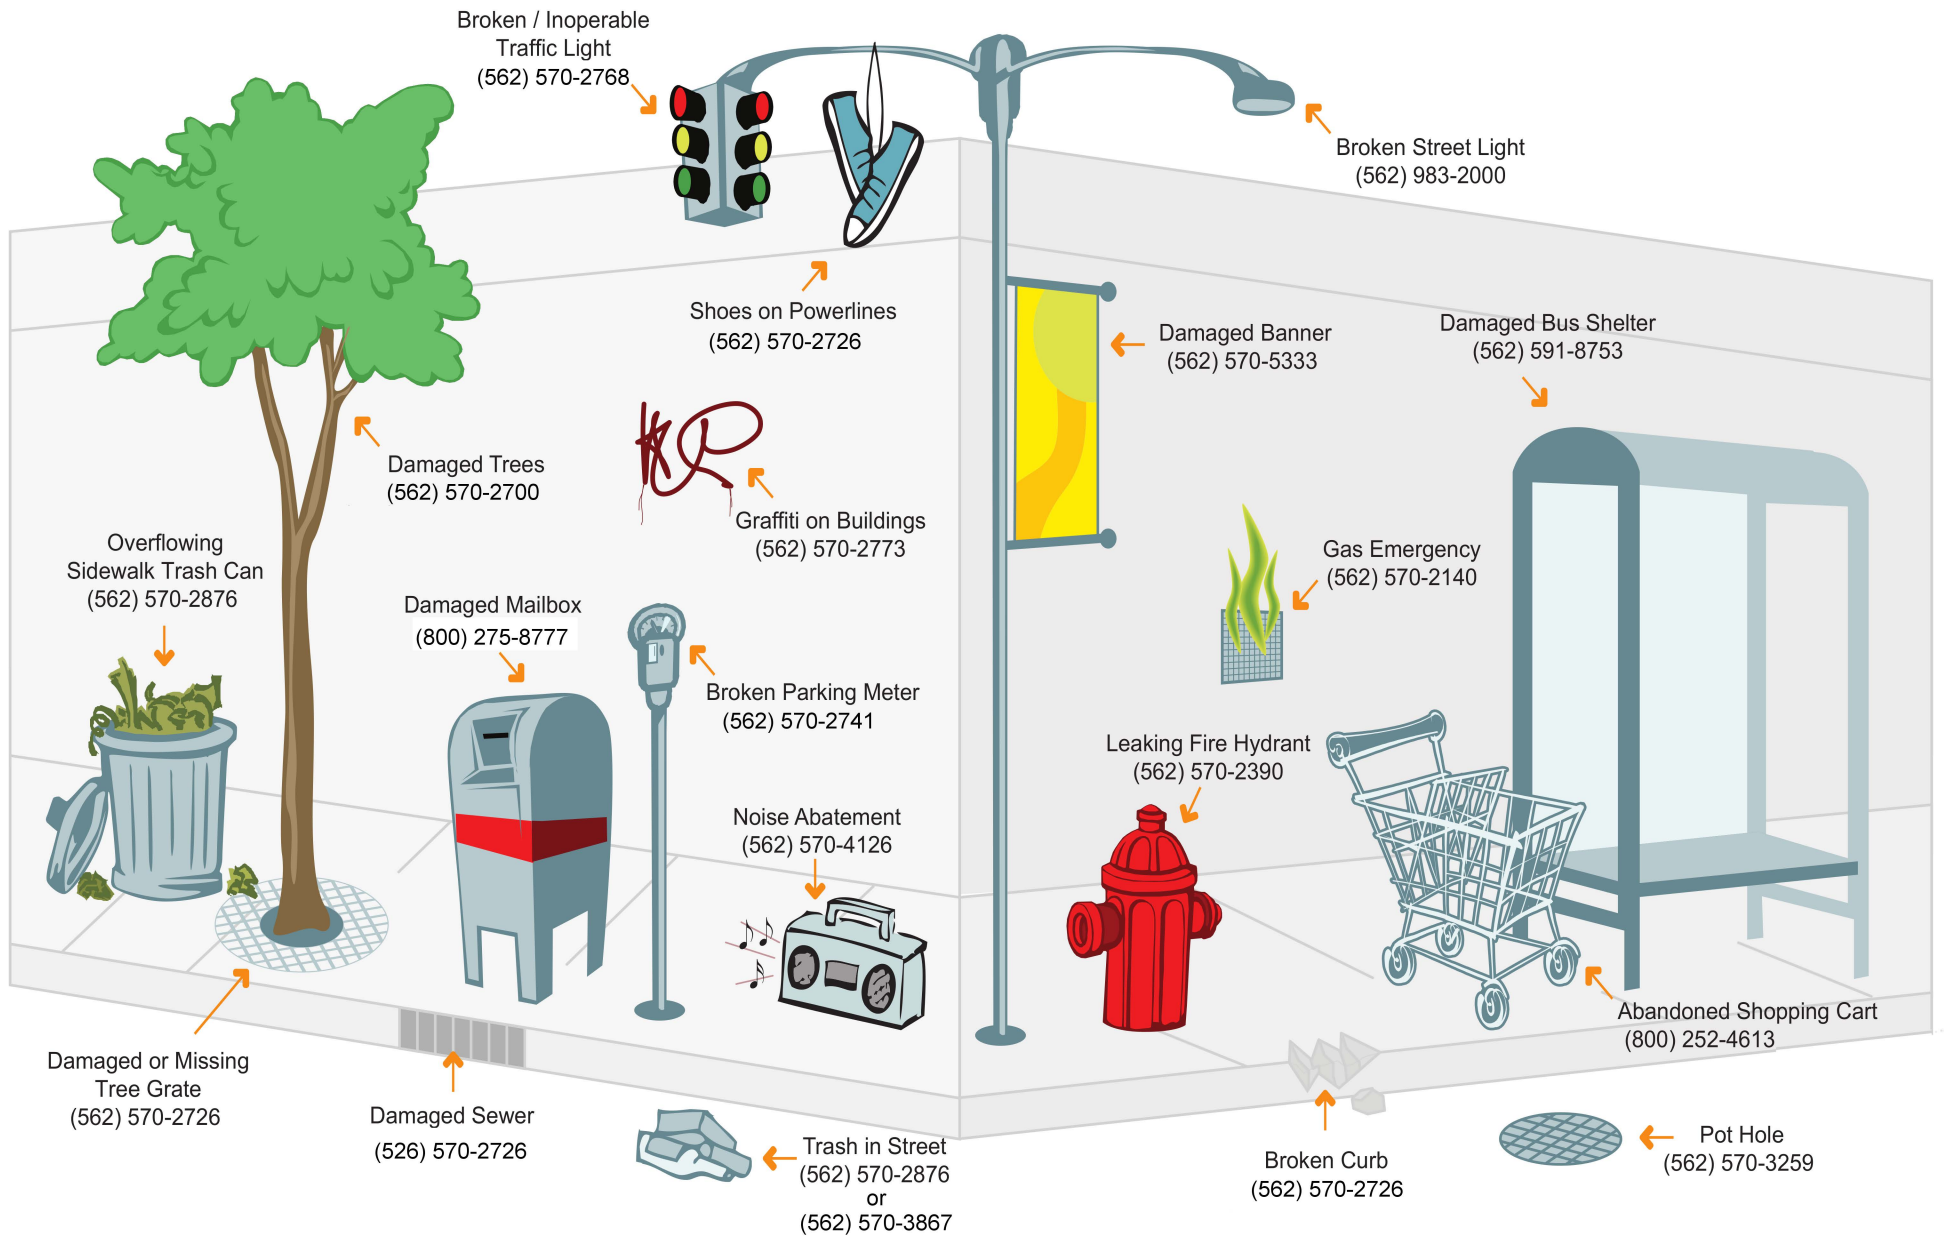 Broken / Inoperable
Traffic Light
(562) 570-2768
Broken Street Light
(562) 983-2000
Shoes on Powerlines
(562) 570-2726
Damaged Banner
(562) 570-5333
Damaged Bus Shelter
(562) 591-8753
Damaged Trees
(562) 570-2700
Graffiti on Buildings
(562) 570-2773
Overflowing
Sidewalk Trash Can
(562) 570-2876
Gas Emergency
(562) 570-2140
Damaged Mailbox
(800) 275-8777
Broken Parking Meter
(562) 570-2741
Leaking Fire Hydrant
(562) 570-2390
Noise Abatement
(562) 570-4126
Abandoned Shopping Cart
(800) 252-4613
Damaged or Missing
Tree Grate
(562) 570-2726
Damaged Sewer
(526) 570-2726
Trash in Street
(562) 570-2876
or
(562) 570-3867
Broken Curb
(562) 570-2726
Pot Hole
(562) 570-3259